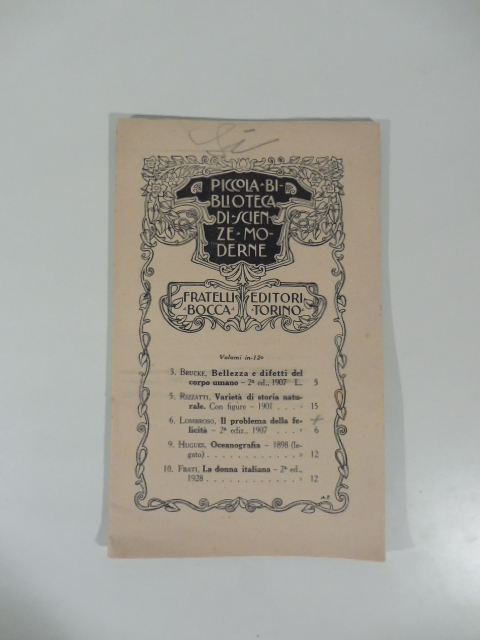 Si
PICCOLA·BI-
BLIOTECA
DI·SCIEN
ZE·MO-
DERNE
FRATELLI EDITORI
·BOCCA· TORINO·
Volumi in-12º
3. BRUCKE, Bellezza e difetti del
corpo umano – 2ª ed., 1907 L. 5
5. RIZZATTI, Varietà di storia natu-
rale. Con figure – 1901 . . . » 15
6. LOMBROSO, Il problema della fe-
licità – 2ª ediz., 1907 . . . » 6
9. HUGUES, Oceanografia – 1898 (le-
gato) . . . . . . . . . . . » 12
10. FRATI, La donna italiana – 2ª ed.,
1928 . . . . . . . . . . . » 12